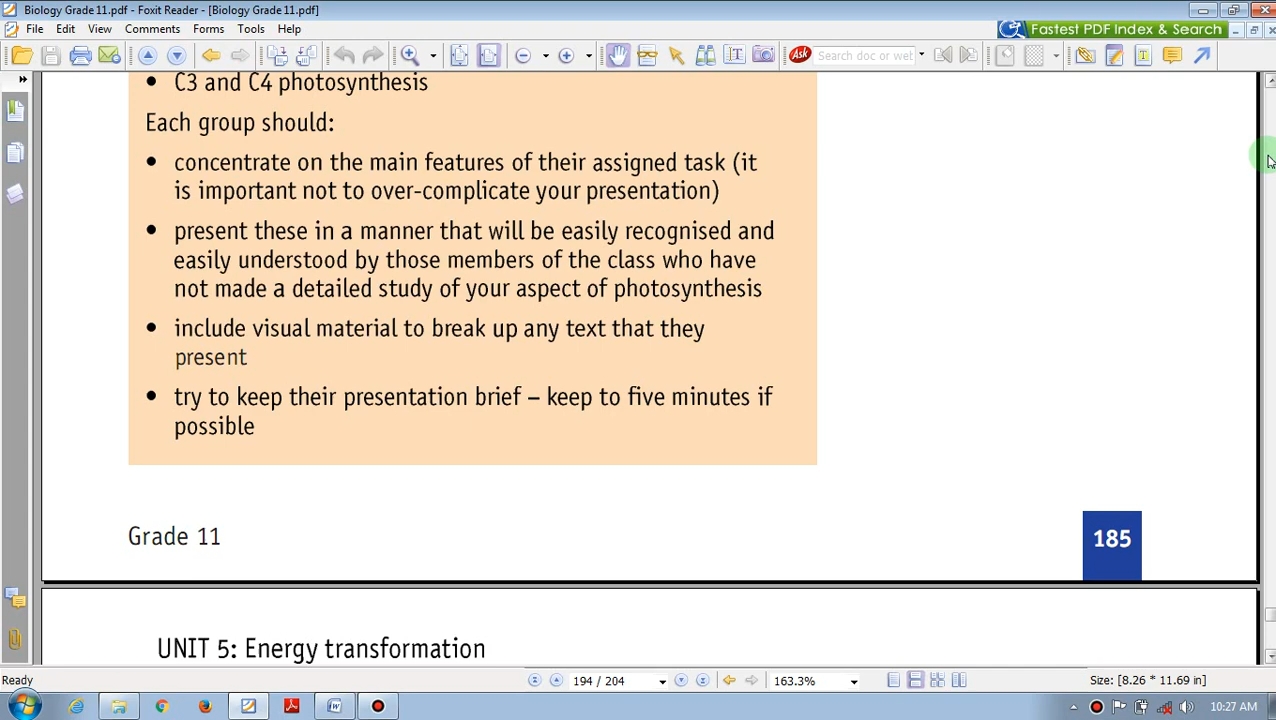 Biology Grade 11.pdf - Foxit Reader - [Biology Grade 11.pdf]
File Edit View Comments Forms Tools Help
Fastest PDF Index & Search
Ask Search doc or wet
• C3 and C4 photosynthesis
Each group should:
• concentrate on the main features of their assigned task (it
is important not to over-complicate your presentation)
• present these in a manner that will be easily recognised and
easily understood by those members of the class who have
not made a detailed study of your aspect of photosynthesis
• include visual material to break up any text that they
present
• try to keep their presentation brief – keep to five minutes if
possible
Grade 11
185
UNIT 5: Energy transformation
Ready
194 / 204
163.3%
Size: [8.26 * 11.69 in]
10:27 AM